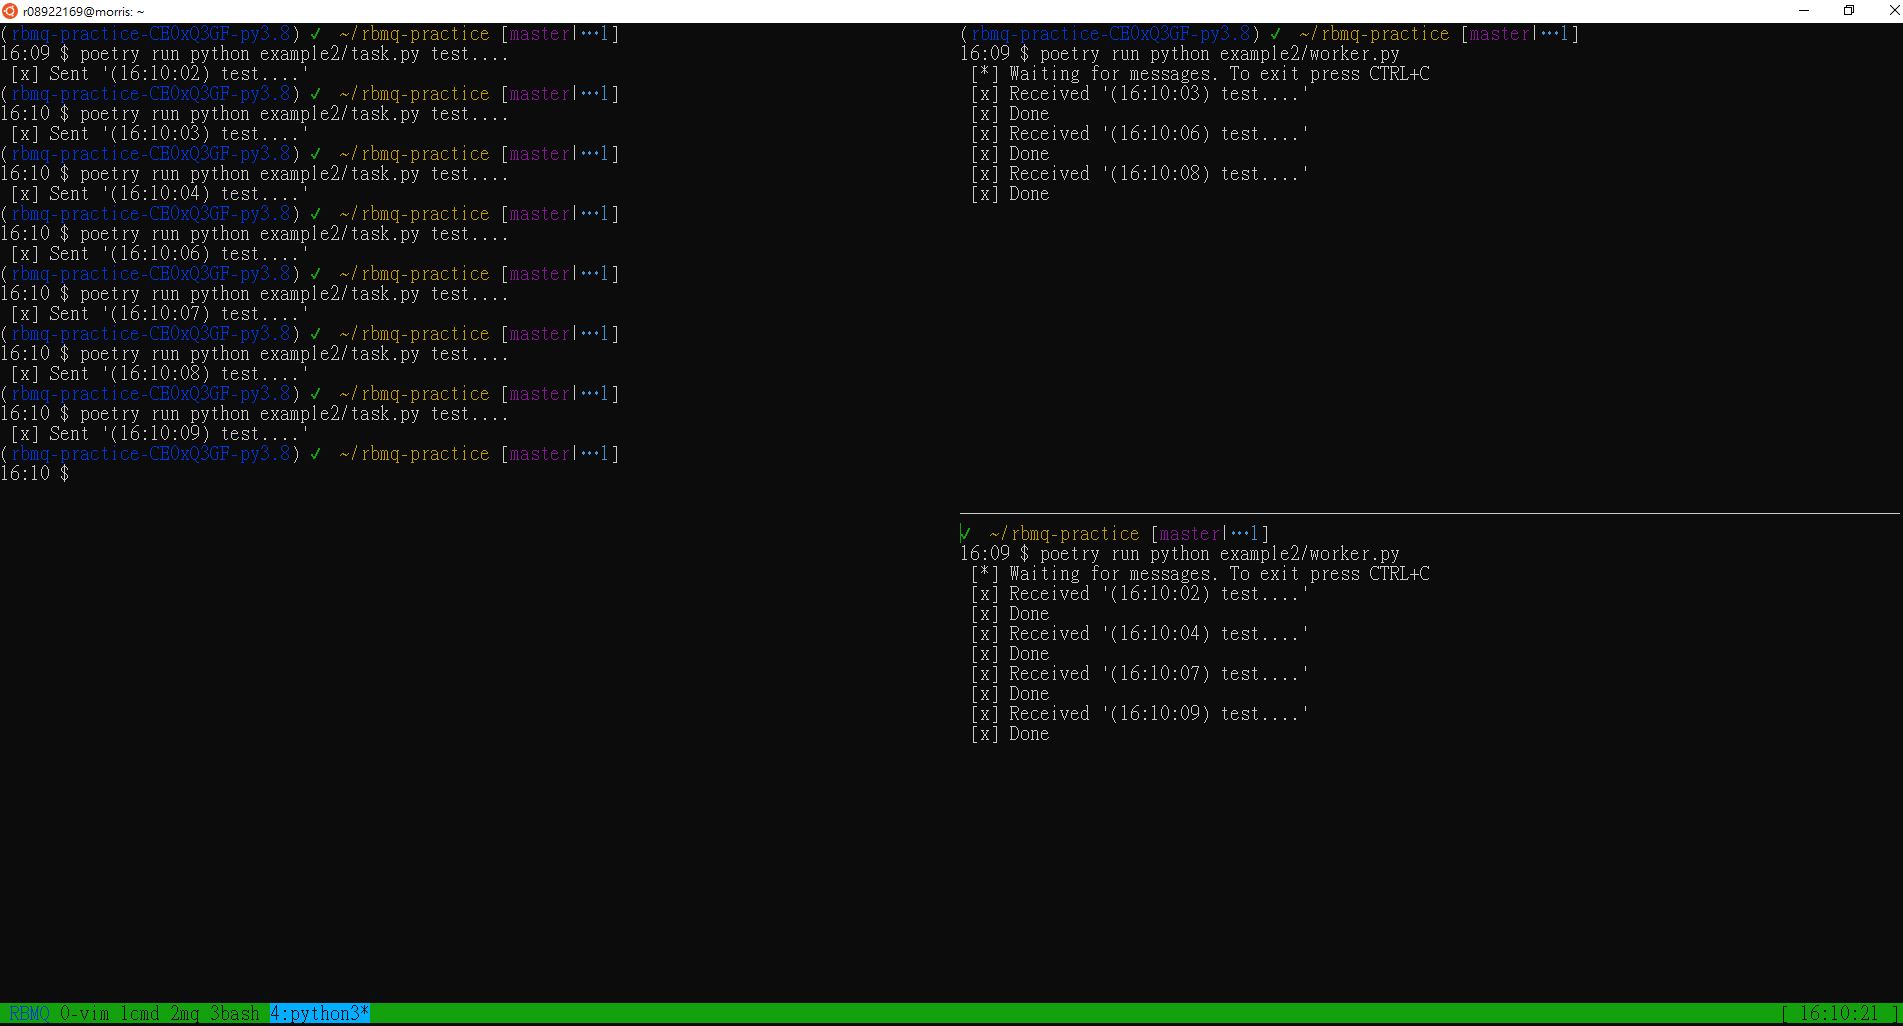 r08922169@morris: ~
(rbmq-practice-CE0xQ3GF-py3.8) ✓ ~/rbmq-practice [master|…1]
16:09 $ poetry run python example2/task.py test....
[x] Sent '(16:10:02) test....'
(rbmq-practice-CE0xQ3GF-py3.8) ✓ ~/rbmq-practice [master|…1]
16:10 $ poetry run python example2/task.py test....
[x] Sent '(16:10:03) test....'
(rbmq-practice-CE0xQ3GF-py3.8) ✓ ~/rbmq-practice [master|…1]
16:10 $ poetry run python example2/task.py test....
[x] Sent '(16:10:04) test....'
(rbmq-practice-CE0xQ3GF-py3.8) ✓ ~/rbmq-practice [master|…1]
16:10 $ poetry run python example2/task.py test....
[x] Sent '(16:10:06) test....'
(rbmq-practice-CE0xQ3GF-py3.8) ✓ ~/rbmq-practice [master|…1]
16:10 $ poetry run python example2/task.py test....
[x] Sent '(16:10:07) test....'
(rbmq-practice-CE0xQ3GF-py3.8) ✓ ~/rbmq-practice [master|…1]
16:10 $ poetry run python example2/task.py test....
[x] Sent '(16:10:08) test....'
(rbmq-practice-CE0xQ3GF-py3.8) ✓ ~/rbmq-practice [master|…1]
16:10 $ poetry run python example2/task.py test....
[x] Sent '(16:10:09) test....'
(rbmq-practice-CE0xQ3GF-py3.8) ✓ ~/rbmq-practice [master|…1]
16:10 $
(rbmq-practice-CE0xQ3GF-py3.8) ✓ ~/rbmq-practice [master|…1]
16:09 $ poetry run python example2/worker.py
[*] Waiting for messages. To exit press CTRL+C
[x] Received '(16:10:03) test....'
[x] Done
[x] Received '(16:10:06) test....'
[x] Done
[x] Received '(16:10:08) test....'
[x] Done
✓ ~/rbmq-practice [master|…1]
16:09 $ poetry run python example2/worker.py
[*] Waiting for messages. To exit press CTRL+C
[x] Received '(16:10:02) test....'
[x] Done
[x] Received '(16:10:04) test....'
[x] Done
[x] Received '(16:10:07) test....'
[x] Done
[x] Received '(16:10:09) test....'
[x] Done
RBMQ 0-vim 1cmd 2mq 3bash 4:python3* [ 16:10:21 ]